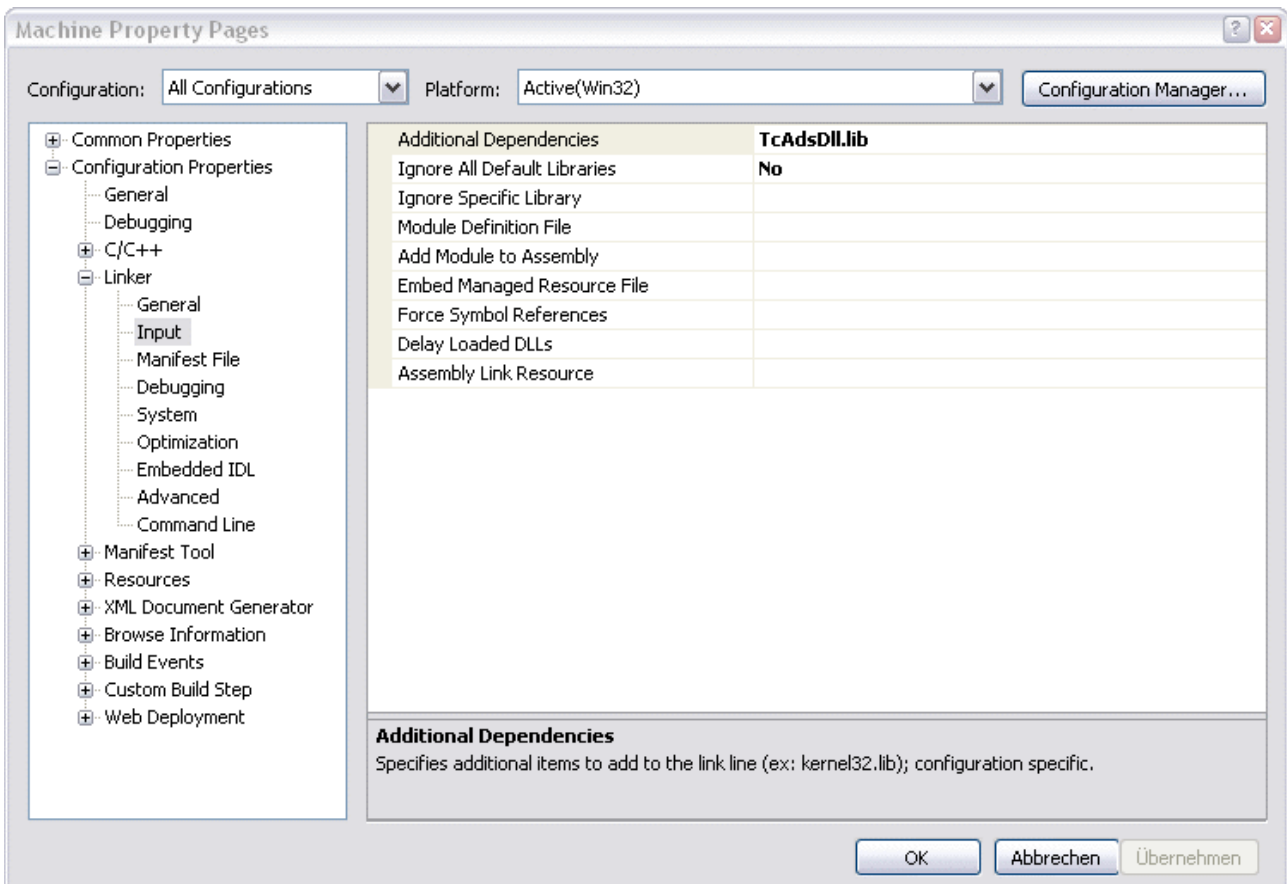 Machine Property Pages
Configuration: All Configurations Platform: Active(Win32) Configuration Manager...
Common Properties
Configuration Properties
General
Debugging
C/C++
Linker
General
Input
Manifest File
Debugging
System
Optimization
Embedded IDL
Advanced
Command Line
Manifest Tool
Resources
XML Document Generator
Browse Information
Build Events
Custom Build Step
Web Deployment
Additional Dependencies TcAdsDll.lib
Ignore All Default Libraries No
Ignore Specific Library
Module Definition File
Add Module to Assembly
Embed Managed Resource File
Force Symbol References
Delay Loaded DLLs
Assembly Link Resource
Additional Dependencies
Specifies additional items to add to the link line (ex: kernel32.lib); configuration specific.
OK Abbrechen Übernehmen